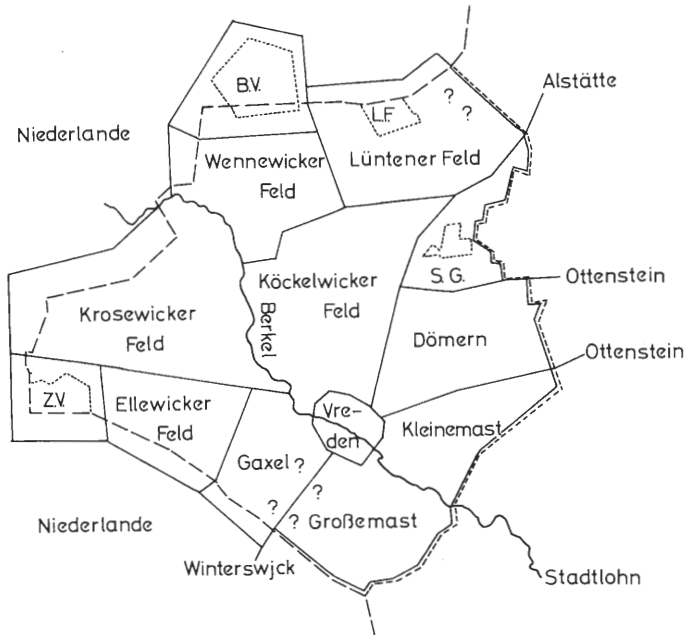 B.V.
Alstätte
?
?
L.F.
Niederlande
Wennewicker
Feld
Lüntener Feld
S.G.
Ottenstein
Köckelwicker
Feld
Krosewicker
Feld
Berkel
Dömern
Ottenstein
Z.V.
Ellewicker
Feld
Vre-
den
Kleinemast
Gaxel ?
?
?
?
Großemast
Niederlande
Winterswjck
Stadtlohn